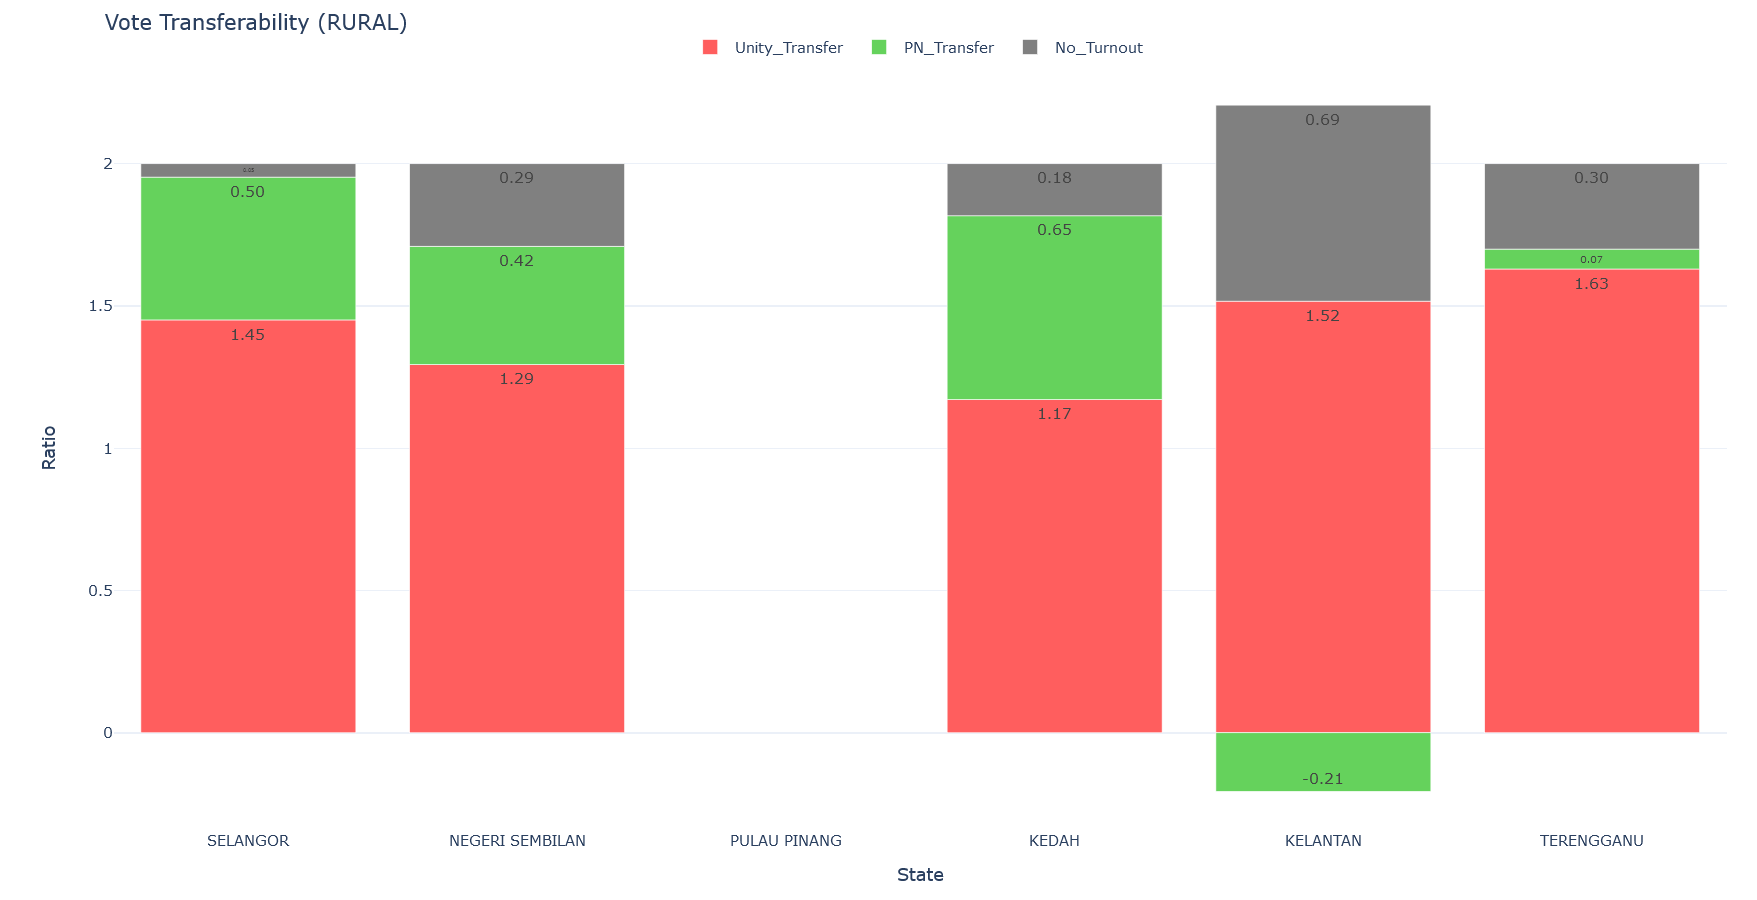 Vote Transferability (RURAL)
Unity_Transfer PN_Transfer No_Turnout
0.69
2 0.05 0.29 0.18 0.30
0.50 0.42 0.65 0.07
1.5 1.45 1.29 1.17 1.52 1.63
1
Ratio
0.5
0
-0.21
SELANGOR NEGERI SEMBILAN PULAU PINANG KEDAH KELANTAN TERENGGANU
State